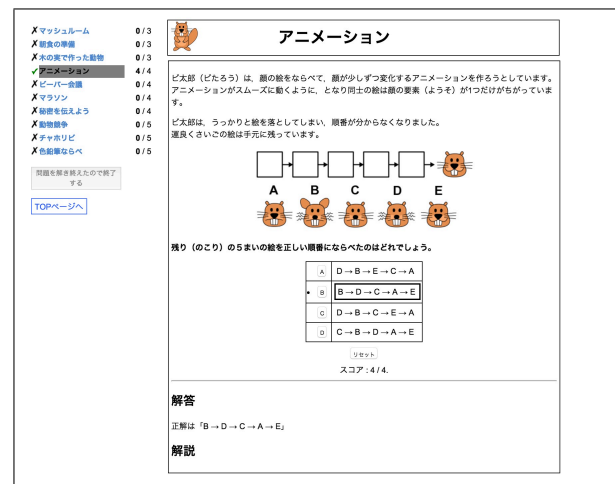 ✗マッシュルーム 0 / 3
✗朝食の準備 0 / 3
✗木の実で作った動物 0 / 3
✓アニメーション 4 / 4
✗ビーバー会議 0 / 4
✗マラソン 0 / 4
✗秘密を伝えよう 0 / 4
✗動物競争 0 / 5
✗チャホリビ 0 / 5
✗色鉛筆ならべ 0 / 5
問題を解き終えたので終了
する
TOPページへ
アニメーション
ビ太郎（びたろう）は，顔の絵をならべて，顔が少しずつ変化するアニメーションを作ろうとしています。
アニメーションがスムーズに動くように，となり同士の絵は顔の要素（ようそ）が1つだけちがっていま
す。
ビ太郎は，うっかりと絵を落としてしまい，順番が分からなくなりました。
運良くさいごの絵は手元に残っています。
A B C D E
残り（のこり）の５まいの絵を正しい順番にならべたのはどれでしょう。
A D → B → E → C → A
B B → D → C → A → E
C D → B → C → E → A
D C → B → D → A → E
リセット
スコア : 4 / 4.
解答
正解は「B → D → C → A → E」
解説